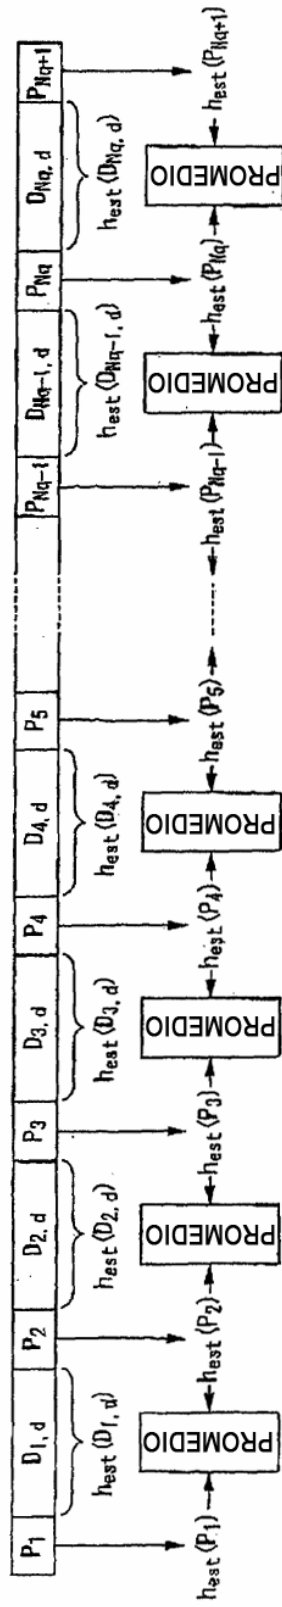 P1 D1, d P2 D2, d P3 D3, d P4 D4, d P5 PNq-1 DNq-1, d PNq DNq, d PNq+1
hest(D1, d) hest(D2, d) hest(D3, d) hest(D4, d) hest(DNq-1, d) hest(DNq, d)
PROMEDIO PROMEDIO PROMEDIO PROMEDIO PROMEDIO PROMEDIO
hest(P1) hest(P2) hest(P3) hest(P4) hest(P5) hest(PNq-1) hest(PNq) hest(PNq+1)